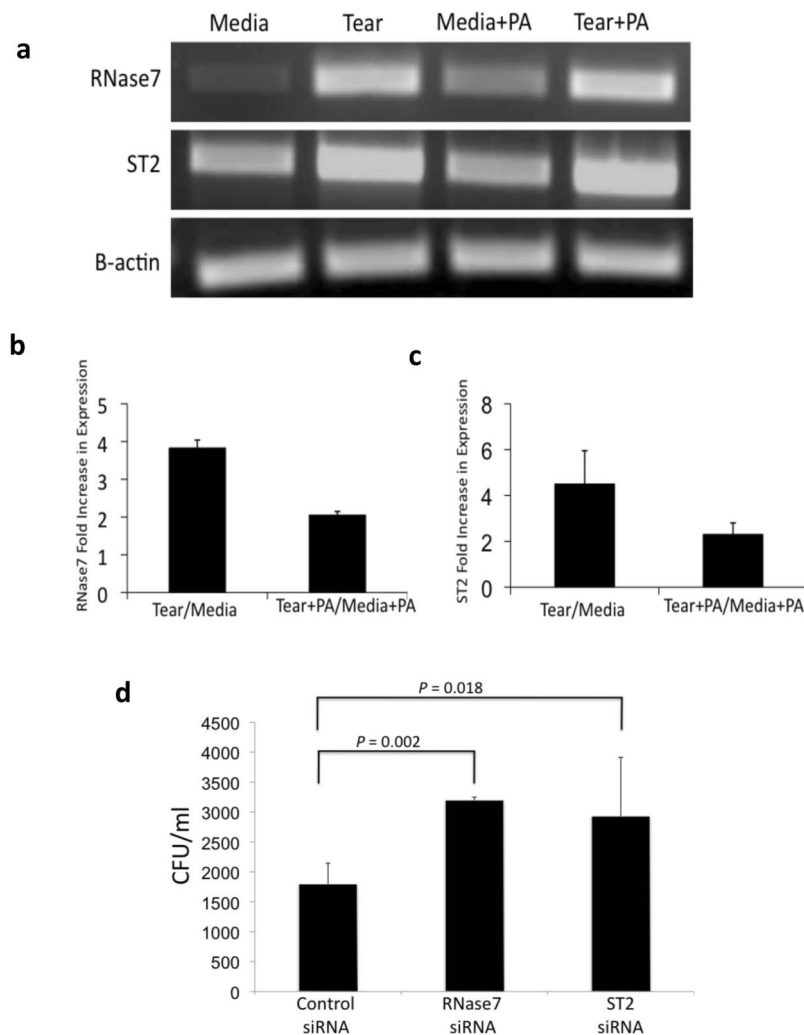 a
Media Tear Media+PA Tear+PA
RNase7
ST2
B-actin
b
RNase7 Fold Increase in Expression
5
4
3
2
1
0
Tear/Media Tear+PA/Media+PA
c
ST2 Fold Increase in Expression
8
6
4
2
0
Tear/Media Tear+PA/Media+PA
d
P = 0.018
P = 0.002
CFU/ml
4500
4000
3500
3000
2500
2000
1500
1000
500
0
Control RNase7 ST2
siRNA siRNA siRNA